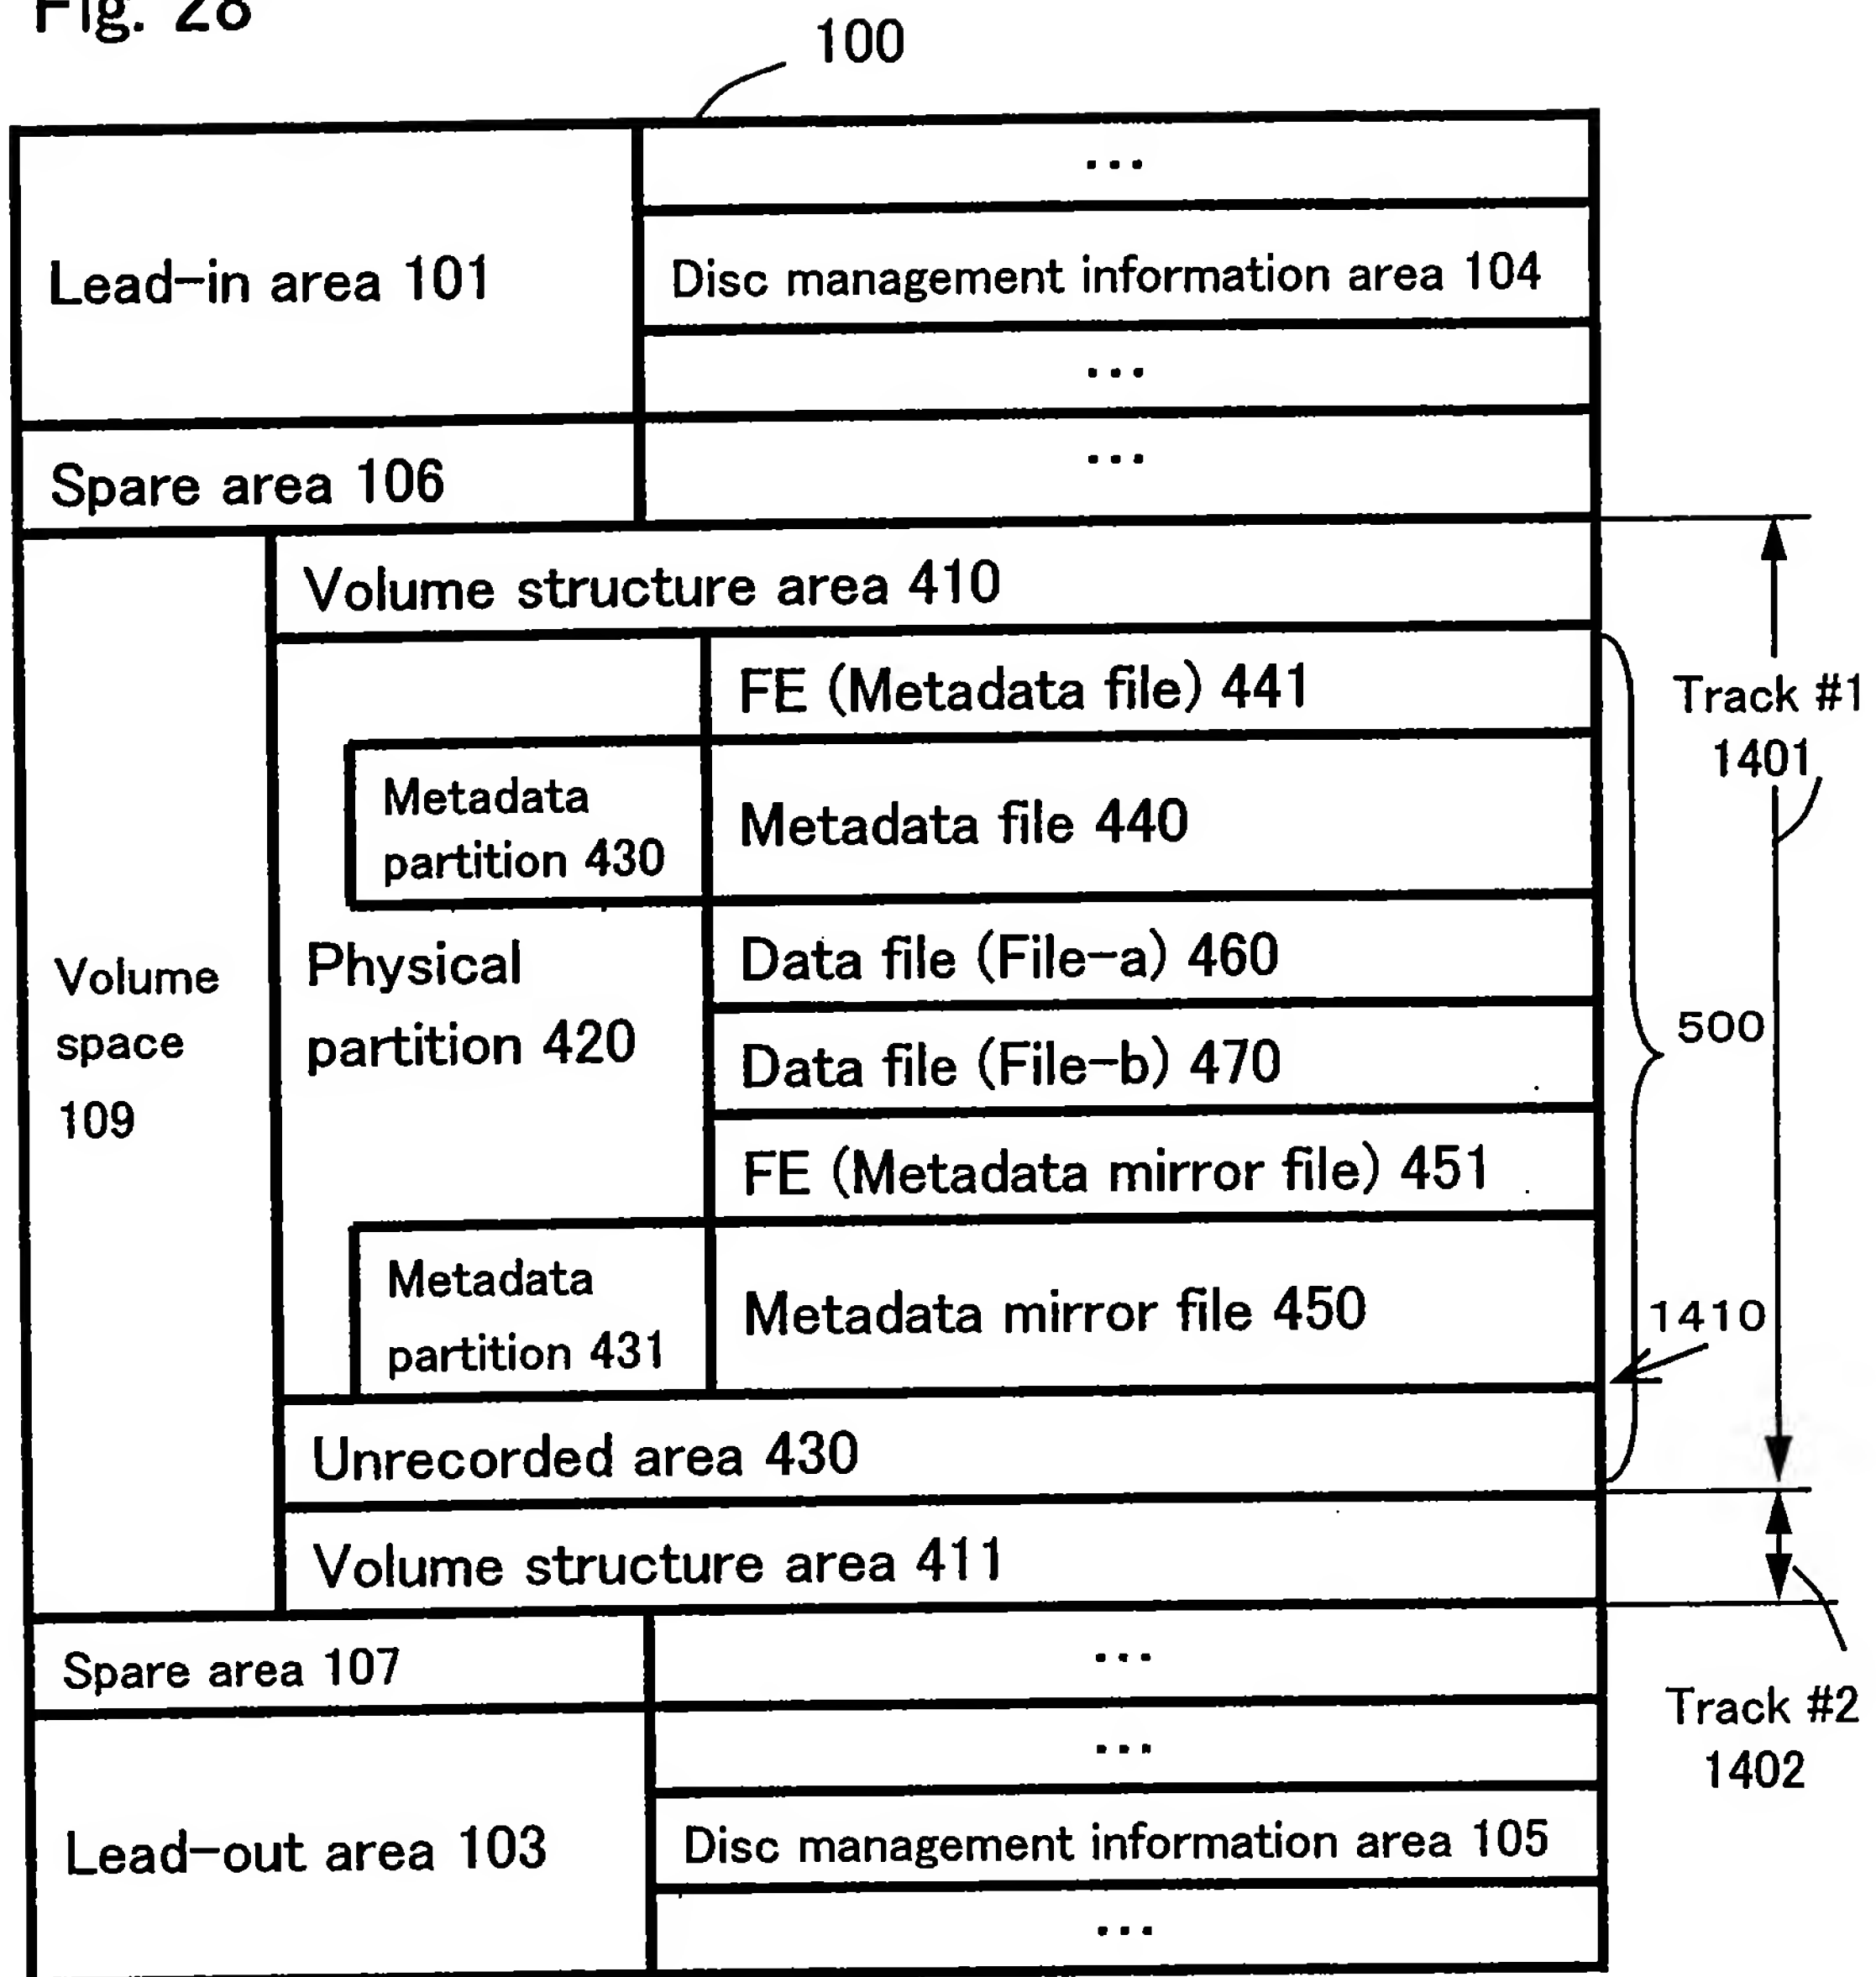 Fig. 28
100
...
Lead-in area 101
Disc management information area 104
...
Spare area 106
...
Volume structure area 410
FE (Metadata file) 441
Track #1
1401
Metadata
partition 430
Metadata file 440
Volume
space
109
Physical
partition 420
Data file (File-a) 460
500
Data file (File-b) 470
FE (Metadata mirror file) 451
Metadata
partition 431
Metadata mirror file 450
1410
Unrecorded area 430
Volume structure area 411
Spare area 107
...
Track #2
1402
...
Lead-out area 103
Disc management information area 105
...